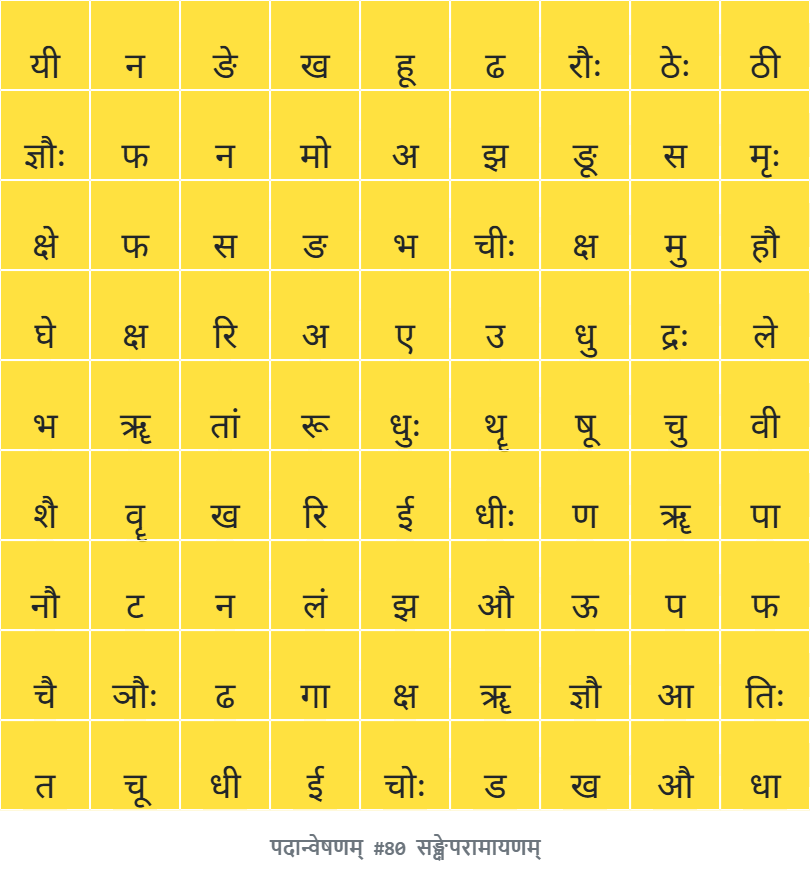 यी न ङे ख हू ढ रौः ठेः ठी
ज्ञौः फ न मो अ झ ङू स मृः
क्षे फ स ङ भ चीः क्ष मु हौ
घे क्ष रि अ ए उ धु द्रः ले
भ ॠ तां रू धुः थॄ षू चु वी
शै वॄ ख रि ई धीः ण ॠ पा
नौ ट न लं झ औ ऊ प फ
चै ञौः ढ गा क्ष ॠ ज्ञौ आ तिः
त चू धी ई चोः ड ख औ धा
पदान्वेषणम् #80 सङ्क्षेपरामायणम्